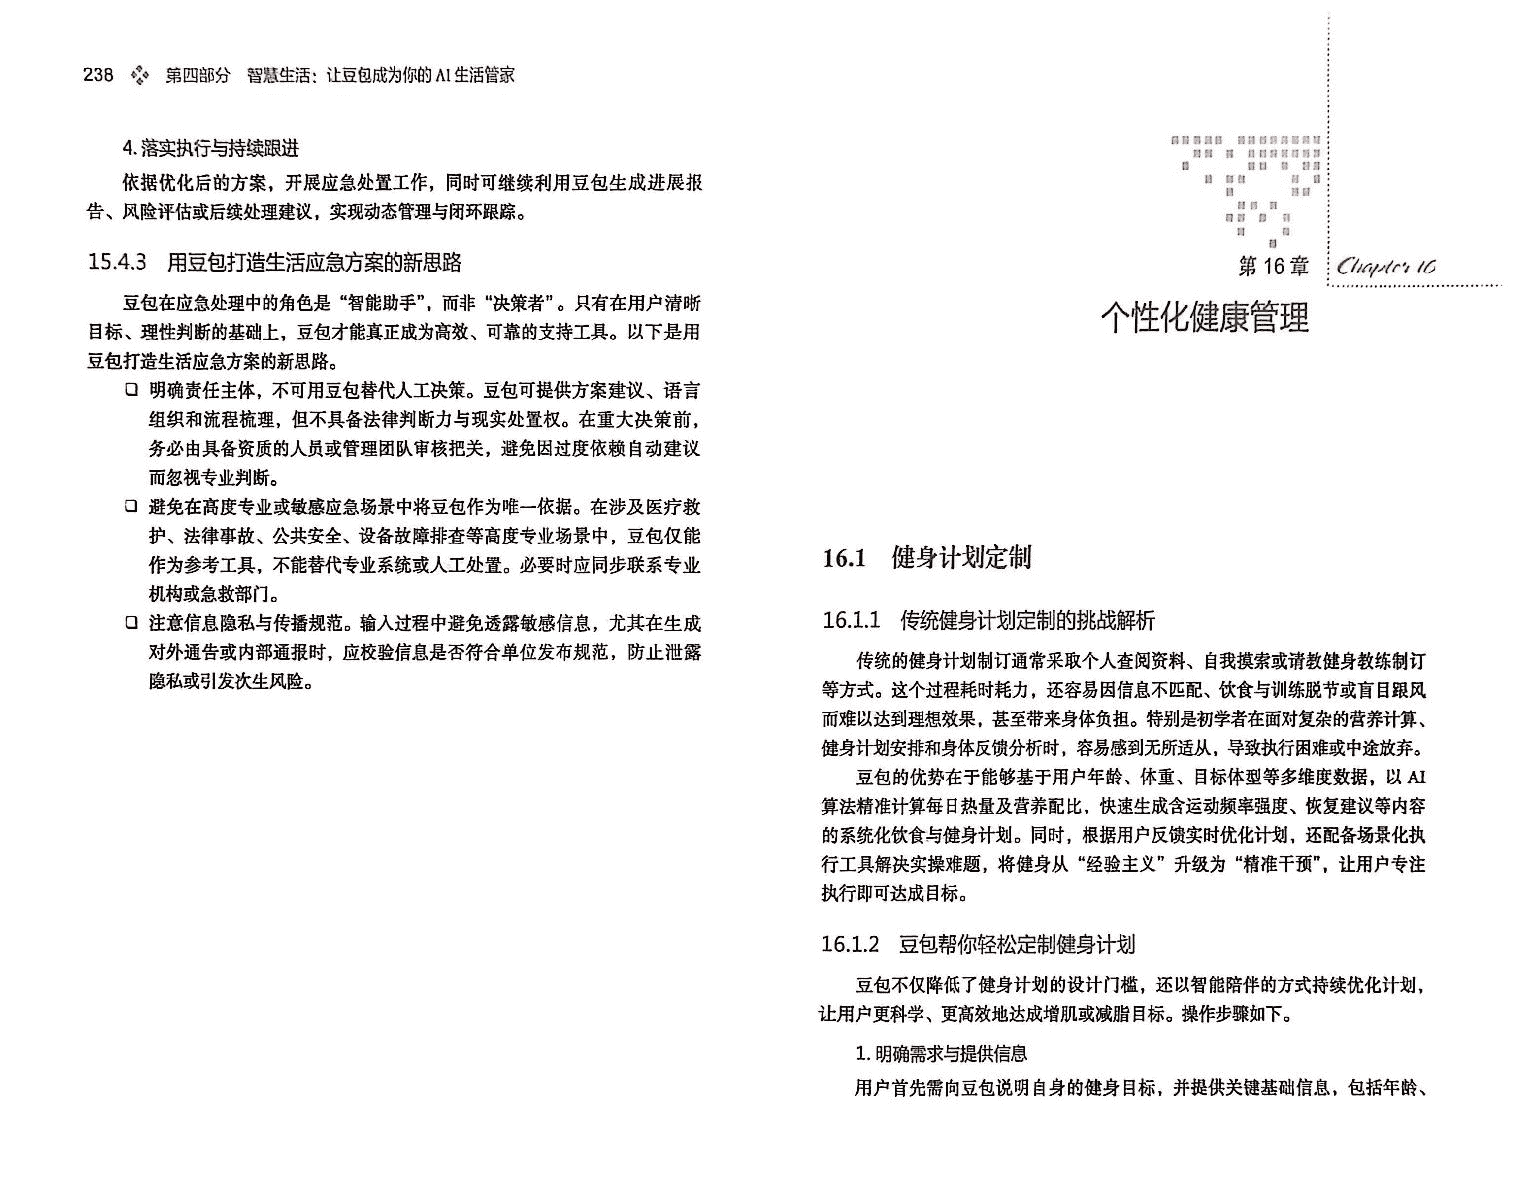 238 第四部分 智慧生活：让豆包成为你的 AI 生活管家
4. 落实执行与持续跟进
依据优化后的方案，开展应急处置工作，同时可继续利用豆包生成进展报
告、风险评估或后续处理建议，实现动态管理与闭环跟踪。
15.4.3 用豆包打造生活应急方案的新思路
豆包在应急处理中的角色是“智能助手”，而非“决策者”。只有在用户清晰
目标、理性判断的基础上，豆包才能真正成为高效、可靠的支持工具。以下是用
豆包打造生活应急方案的新思路。
❑ 明确责任主体，不可用豆包替代人工决策。豆包可提供方案建议、语言
组织和流程梳理，但不具备法律判断力与现实处置权。在重大决策前，
务必由具备资质的人员或管理团队审核把关，避免因过度依赖自动建议
而忽视专业判断。
❑ 避免在高度专业或敏感应急场景中将豆包作为唯一依据。在涉及医疗救
护、法律事故、公共安全、设备故障排查等高度专业场景中，豆包仅能
作为参考工具，不能替代专业系统或人工处置。必要时应同步联系专业
机构或急救部门。
❑ 注意信息隐私与传播规范。输入过程中避免透露敏感信息，尤其在生成
对外通告或内部通报时，应校验信息是否符合单位发布规范，防止泄露
隐私或引发次生风险。
第 16 章 Chapter 16
个性化健康管理
16.1 健身计划定制
16.1.1 传统健身计划定制的挑战解析
传统的健身计划制订通常采取个人查阅资料、自我摸索或请教健身教练制订
等方式。这个过程耗时耗力，还容易因信息不匹配、饮食与训练脱节或盲目跟风
而难以达到理想效果，甚至带来身体负担。特别是初学者在面对复杂的营养计算、
健身计划安排和身体反馈分析时，容易感到无所适从，导致执行困难或中途放弃。
豆包的优势在于能够基于用户年龄、体重、目标体型等多维度数据，以 AI
算法精准计算每日热量及营养配比，快速生成含运动频率强度、恢复建议等内容
的系统化饮食与健身计划。同时，根据用户反馈实时优化计划，还配备场景化执
行工具解决实操难题，将健身从“经验主义”升级为“精准干预”，让用户专注
执行即可达成目标。
16.1.2 豆包帮你轻松定制健身计划
豆包不仅降低了健身计划的设计门槛，还以智能陪伴的方式持续优化计划，
让用户更科学、更高效地达成增肌或减脂目标。操作步骤如下。
1. 明确需求与提供信息
用户首先需向豆包说明自身的健身目标，并提供关键基础信息，包括年龄、